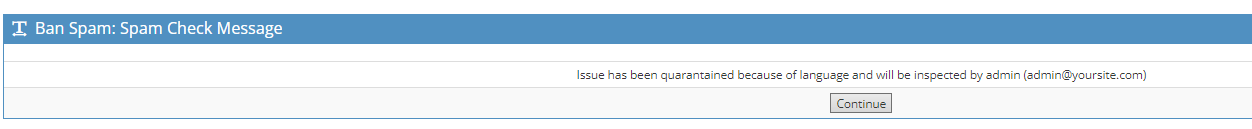 Ban Spam: Spam Check Message
Issue has been quarantained because of language and will be inspected by admin (admin@yoursite.com)
Continue